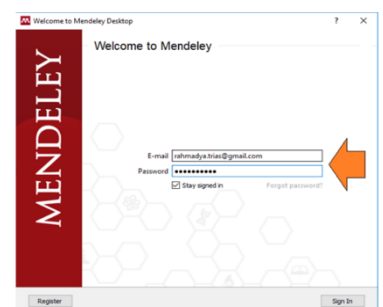 Welcome to Mendeley Desktop
? ×
MENDELEY
Welcome to Mendeley
E-mail rahmadya.trias@gmail.com
Password ••••••••••
Stay signed in Forgot password?
Register Sign In